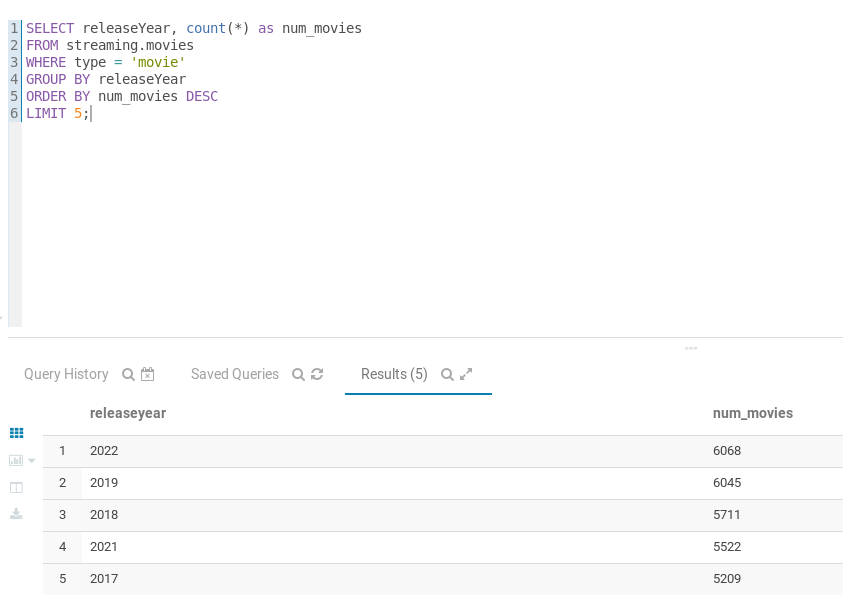 1 SELECT releaseYear, count(*) as num_movies
2 FROM streaming.movies
3 WHERE type = 'movie'
4 GROUP BY releaseYear
5 ORDER BY num_movies DESC
6 LIMIT 5;
Query History Saved Queries Results (5)
releaseyear num_movies
1 2022 6068
2 2019 6045
3 2018 5711
4 2021 5522
5 2017 5209